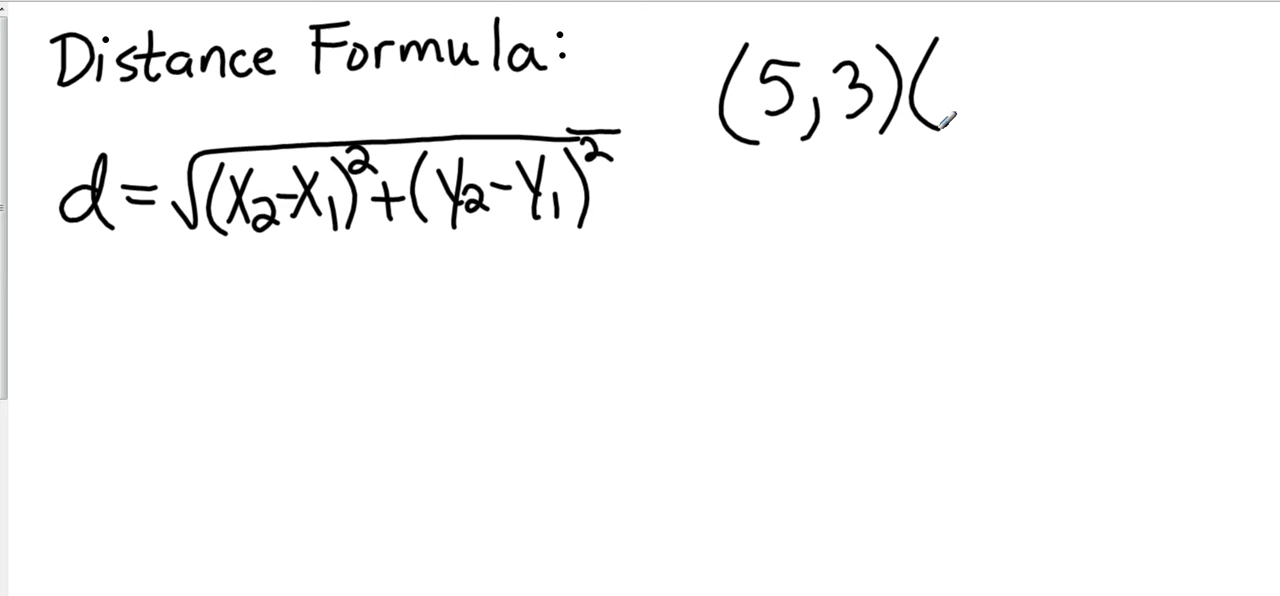 Distance Formula:
(5,3)(
d=√(x₂-x₁)²+(y₂-y₁)²